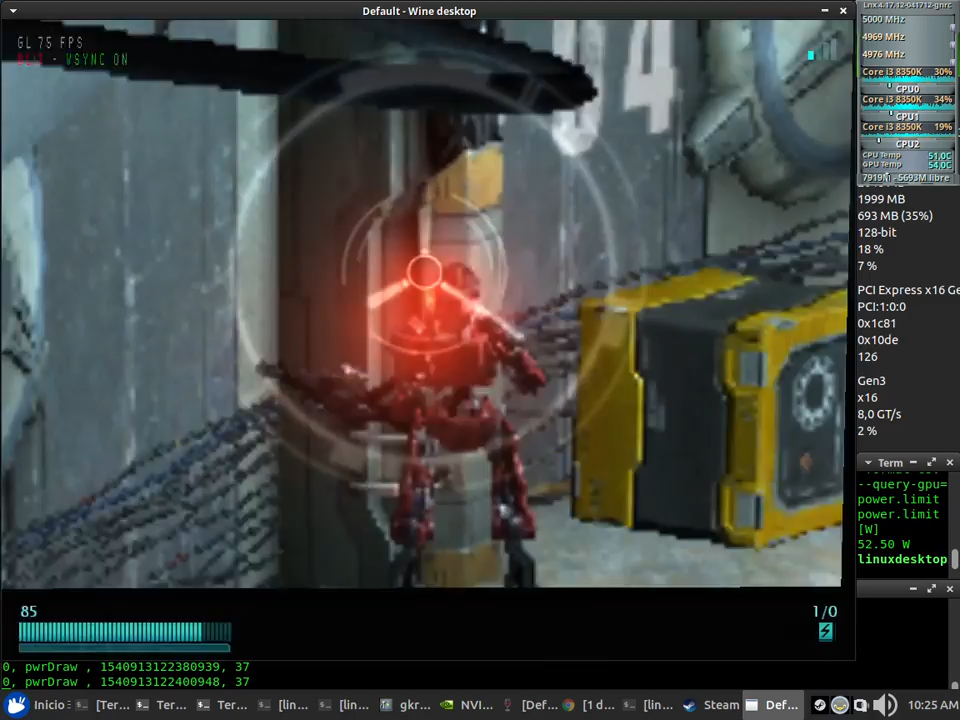 Default - Wine desktop
GL 75 FPS
VSYNC ON
04
85
1/0
0, pwrDraw , 1540913122380939, 37
0, pwrDraw , 1540913122400948, 37
Lnx 4.17.12-041712-gnrc
5000 MHz
4969 MHz
4976 MHz
Core i3 8350K 30%
CPU0
Core i3 8350K 34%
CPU1
Core i3 8350K 19%
CPU2
CPU Temp 51,0C
GPU Temp 54,0C
7919M - 5693M libre
1999 MB
693 MB (35%)
128-bit
18 %
7 %
PCI Express x16 Ge
PCI:1:0:0
0x1c81
0x10de
126
Gen3
x16
8,0 GT/s
2 %
Term
--query-gpu=
power.limit
power.limit
[W]
52.50 W
linuxdesktop
Inicio
[Ter...
Ter...
Ter...
[lin...
[lin...
gkr...
NVI...
[Def...
[1 d...
[lin...
Steam
Def...
10:25 AM